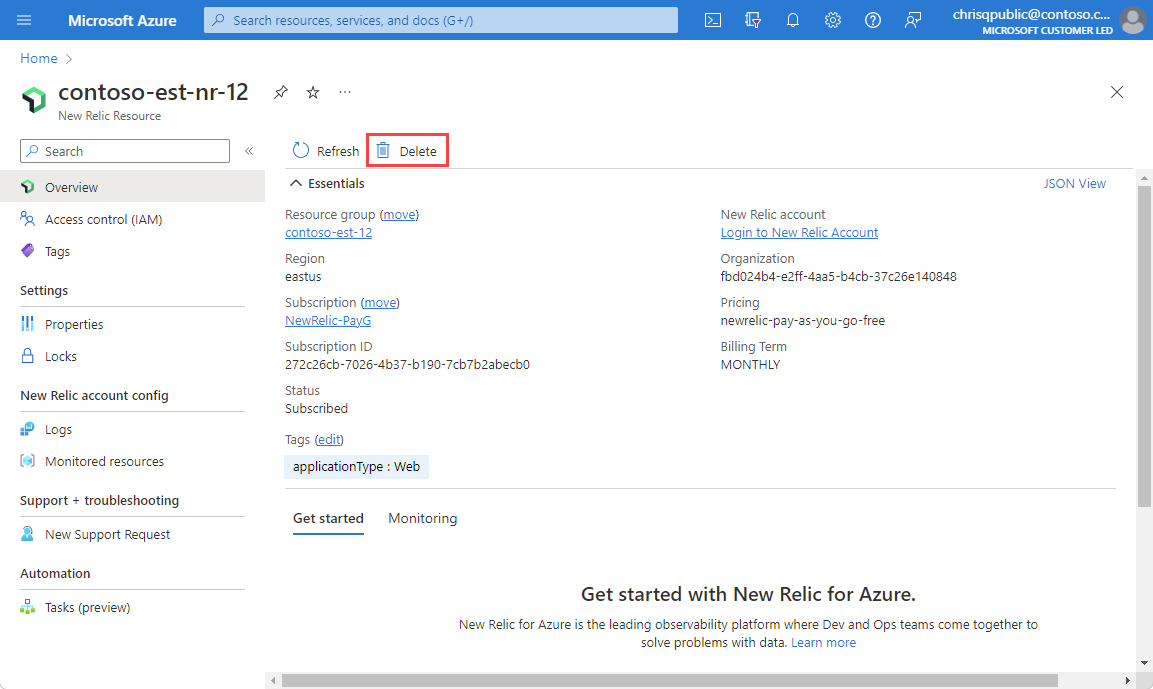 Microsoft Azure
Search resources, services, and docs (G+/)
chrisqpublic@contoso.c...
MICROSOFT CUSTOMER LED
Home
contoso-est-nr-12
New Relic Resource
Search
Overview
Access control (IAM)
Tags
Settings
Properties
Locks
New Relic account config
Logs
Monitored resources
Support + troubleshooting
New Support Request
Automation
Tasks (preview)
Refresh
Delete
Essentials
JSON View
Resource group (move)
contoso-est-12
Region
eastus
Subscription (move)
NewRelic-PayG
Subscription ID
272c26cb-7026-4b37-b190-7cb7b2abecb0
Status
Subscribed
Tags (edit)
applicationType : Web
New Relic account
Login to New Relic Account
Organization
fbd024b4-e2ff-4aa5-b4cb-37c26e140848
Pricing
newrelic-pay-as-you-go-free
Billing Term
MONTHLY
Get started
Monitoring
Get started with New Relic for Azure.
New Relic for Azure is the leading observability platform where Dev and Ops teams come together to
solve problems with data. Learn more